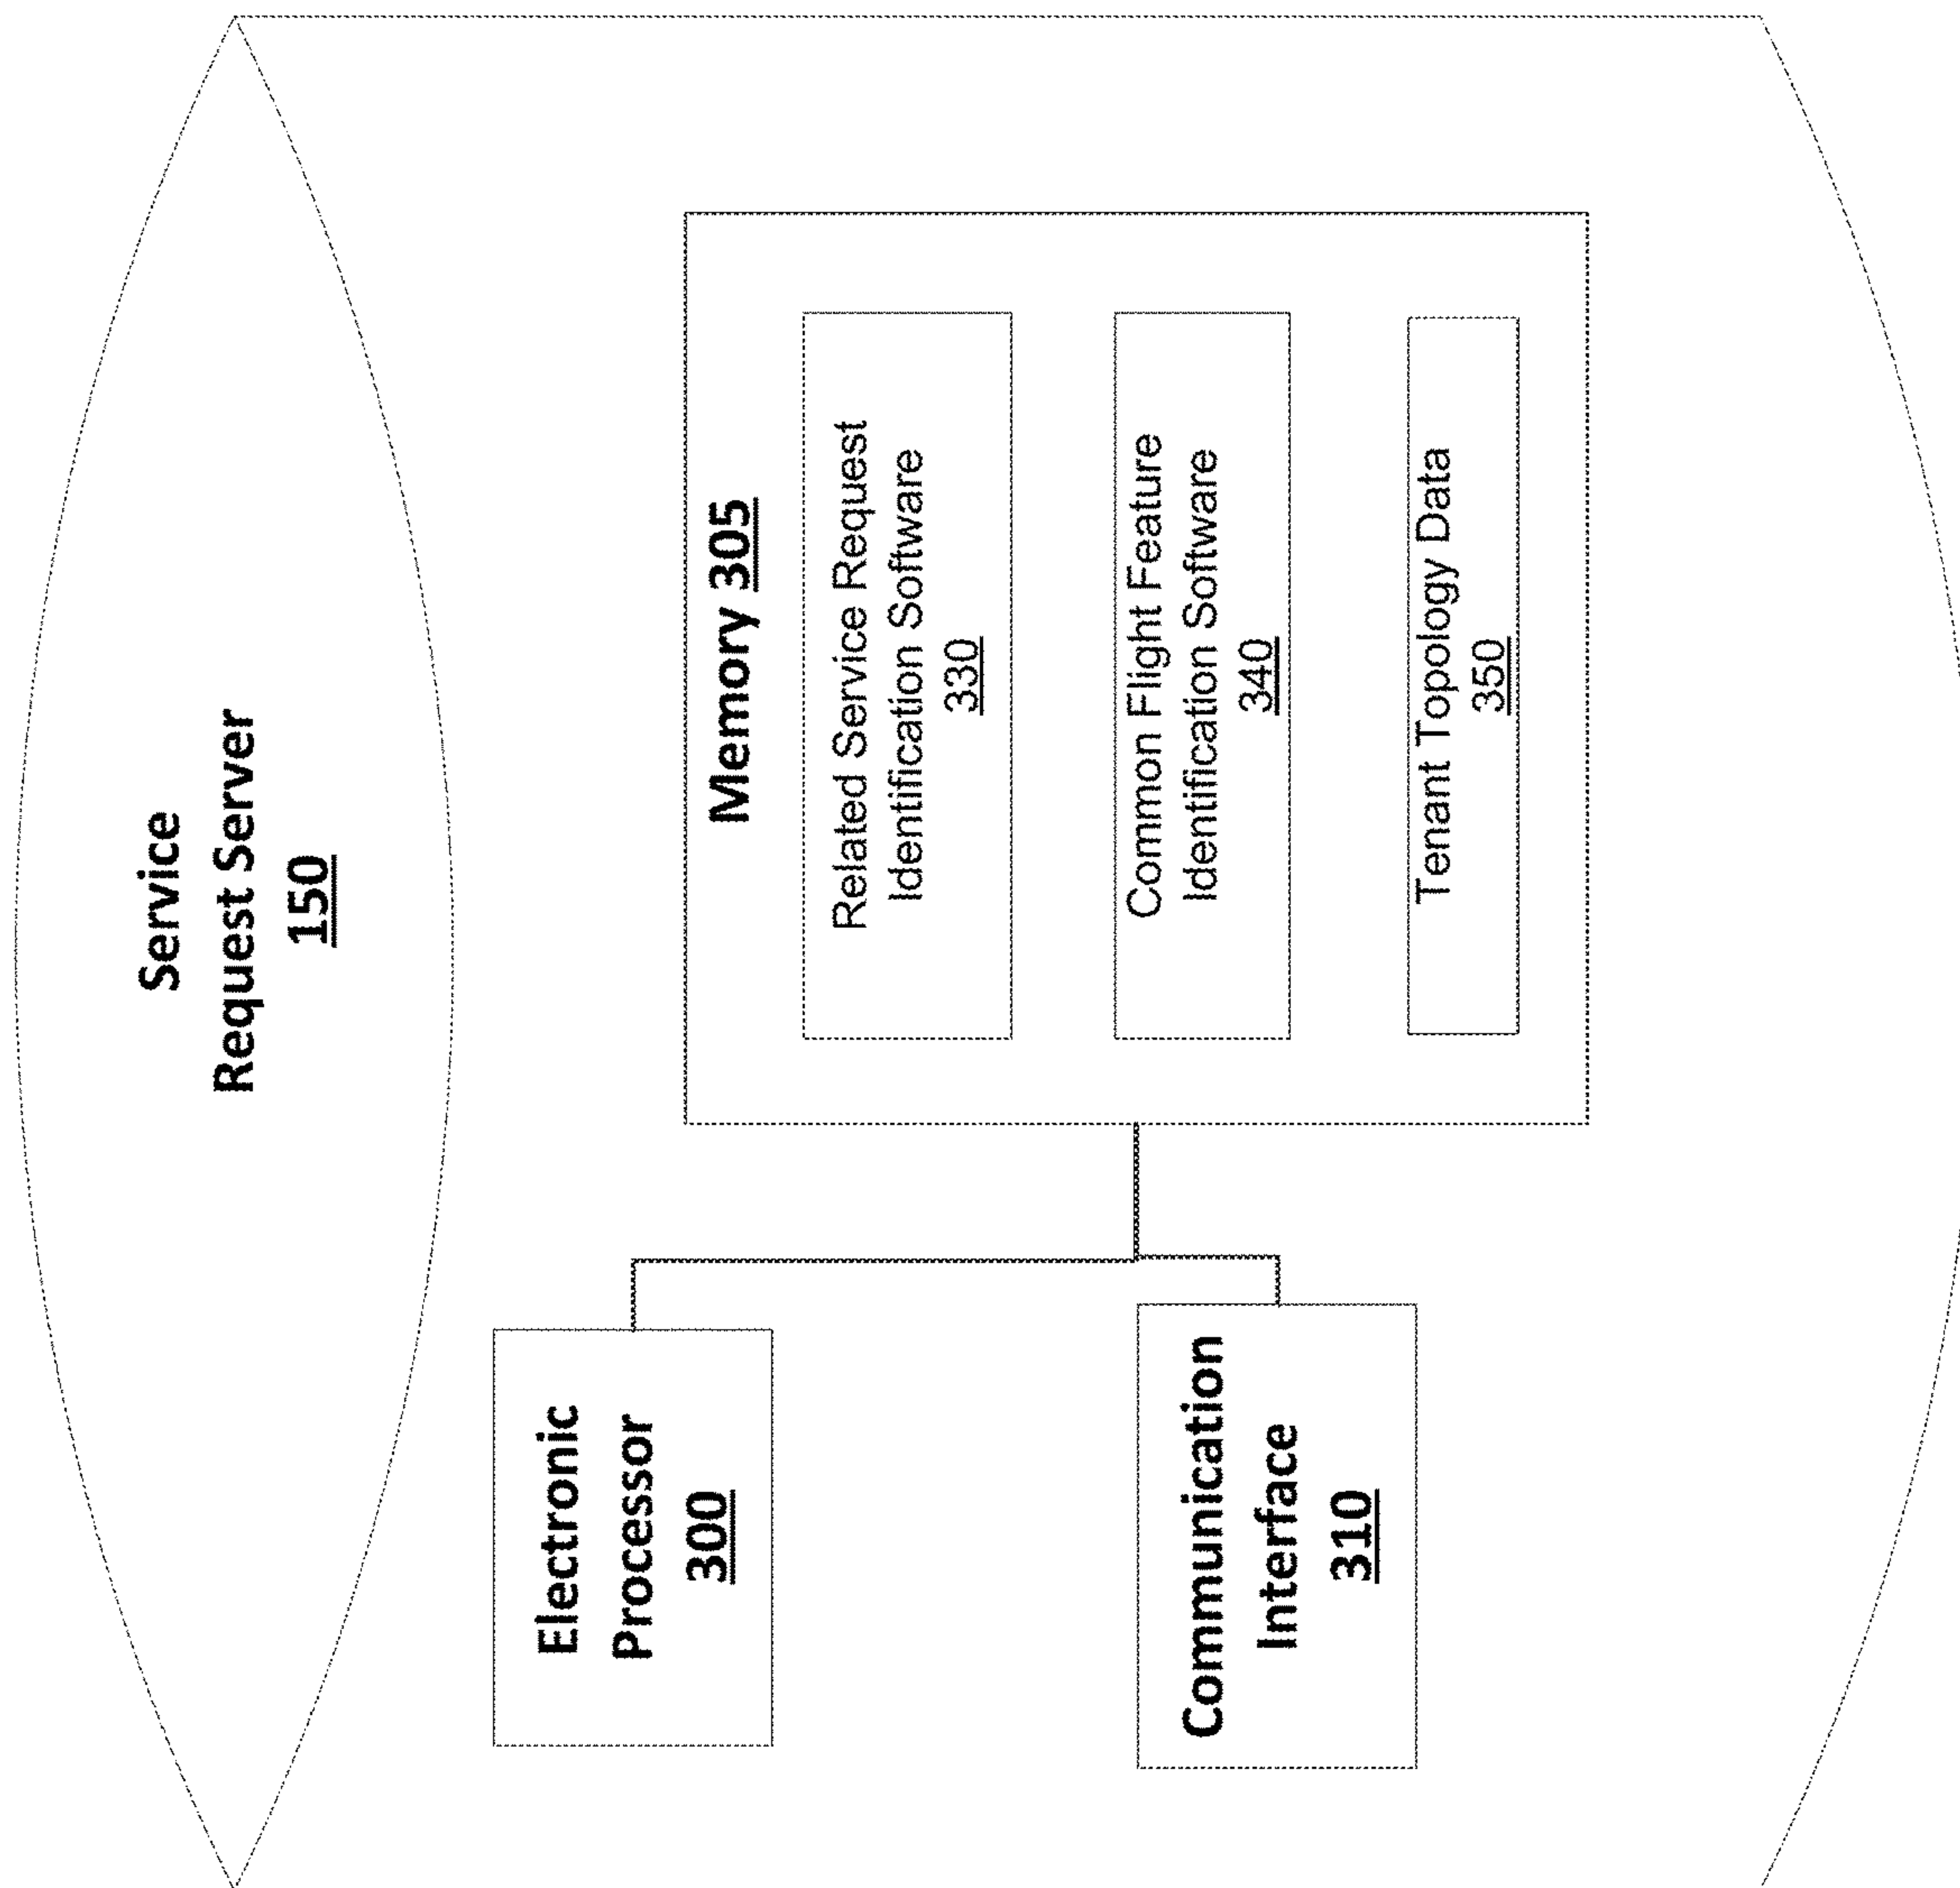 Service
Request Server
150
Electronic
Processor
300
Communication
Interface
310
Memory 305
Related Service Request
Identification Software
330
Common Flight Feature
Identification Software
340
Tenant Topology Data
350